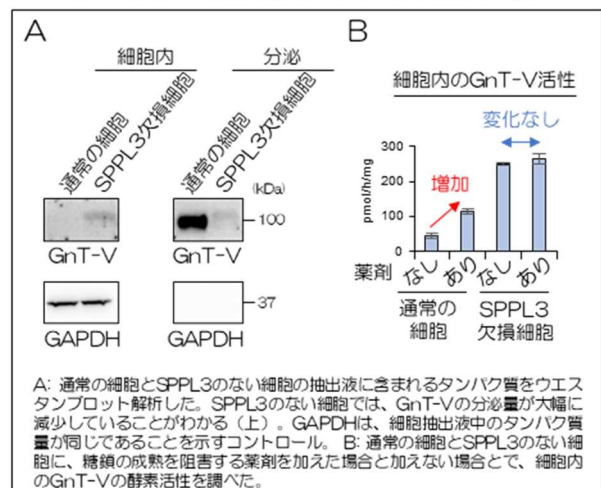 A
細胞内
分泌
通常の細胞
SPPL3欠損細胞
通常の細胞
SPPL3欠損細胞
(kDa)
100
GnT-V
GnT-V
37
GAPDH
GAPDH
B
細胞内のGnT-V活性
変化なし
増加
pmol/h/mg
300
200
100
0
薬剤
なし
あり
なし
あり
通常の
細胞
SPPL3
欠損細胞
A: 通常の細胞とSPPL3のない細胞の抽出液に含まれるタンパク質をウエス
タンブロット解析した。SPPL3のない細胞では、GnT-Vの分泌量が大幅に
減少していることがわかる（上）。GAPDHは、細胞抽出液中のタンパク質
量が同じであることを示すコントロール。 B: 通常の細胞とSPPL3のない細
胞に、糖鎖の成熟を阻害する薬剤を加えた場合と加えない場合とで、細胞内
のGnT-Vの酵素活性を調べた。